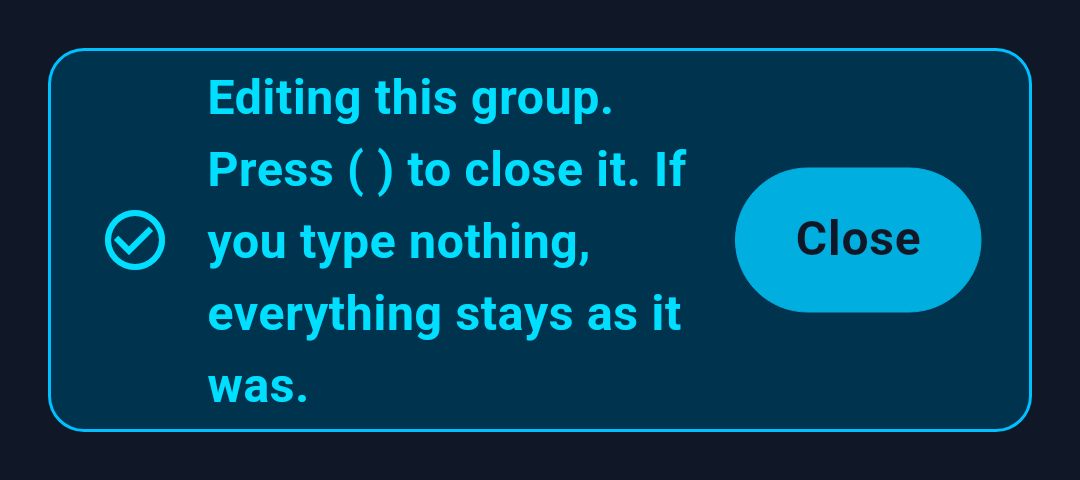 Editing this group.
Press ( ) to close it. If
you type nothing,
everything stays as it
was.
Close